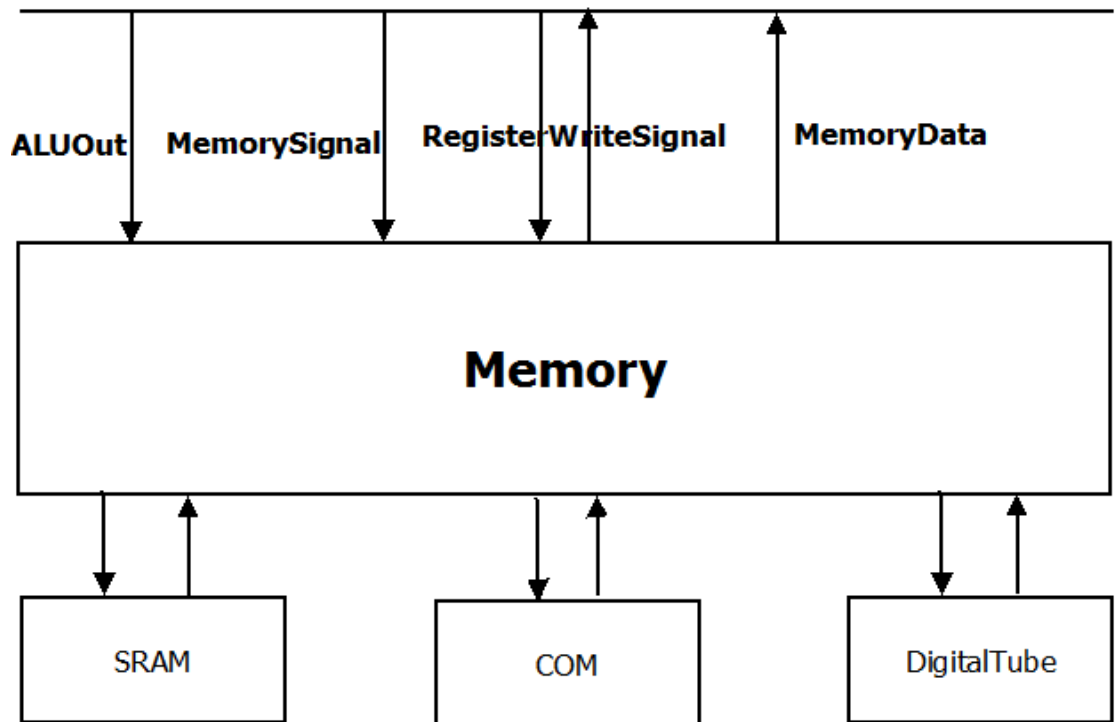 ALUOut
MemorySignal
RegisterWriteSignal
MemoryData
Memory
SRAM
COM
DigitalTube